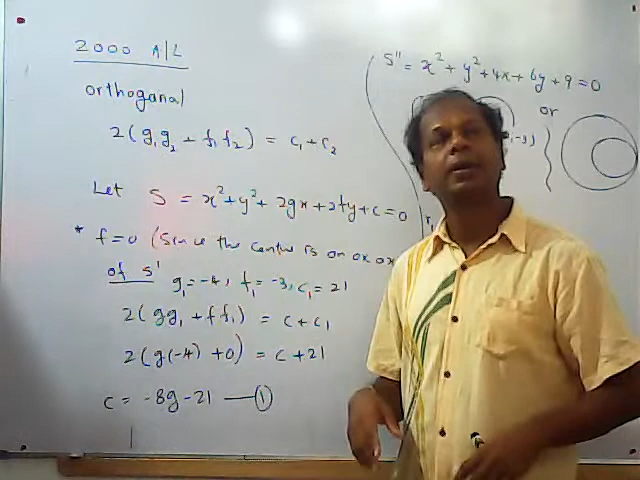 2000 A/L
orthoganal
2(g₁g₂ + f₁f₂) = c₁+c₂
Let S = x²+y²+2gx+2fy+c=0
* f=0 (Since the centre is on ox
of S' g₁=-4, f₁=-3, c₁=21
2(gg₁ + ff₁) = c+c₁
2(g(-4) +0) = c+21
c = -8g-21 —①
S'' = x²+y²+4x+6y+9=0
or